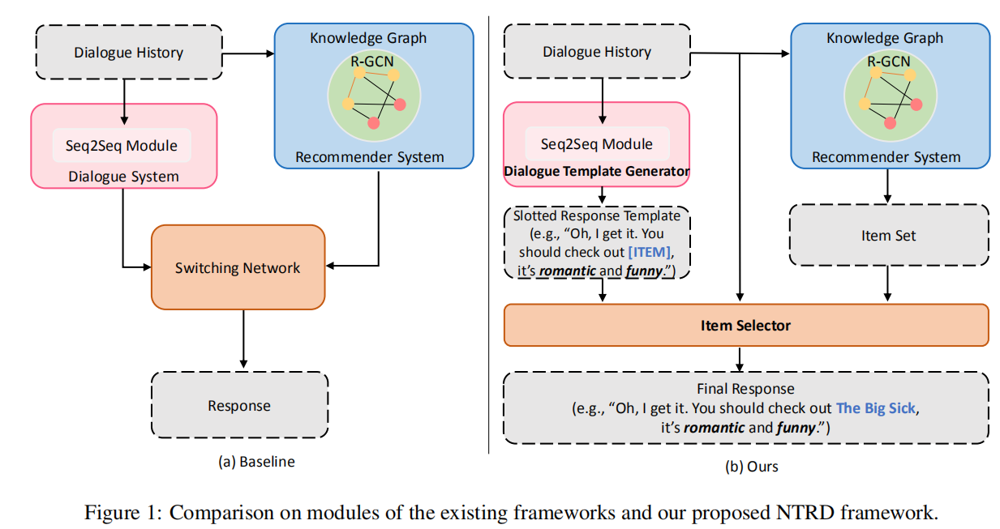 Dialogue History
Knowledge Graph
R-GCN
Recommender System
Seq2Seq Module
Dialogue System
Switching Network
Response
(a) Baseline
Dialogue History
Knowledge Graph
R-GCN
Recommender System
Seq2Seq Module
Dialogue Template Generator
Slotted Response Template
(e.g., “Oh, I get it. You
should check out [ITEM],
it’s romantic and funny.”)
Item Set
Item Selector
Final Response
(e.g., “Oh, I get it. You should check out The Big Sick,
it’s romantic and funny.”)
(b) Ours
Figure 1: Comparison on modules of the existing frameworks and our proposed NTRD framework.